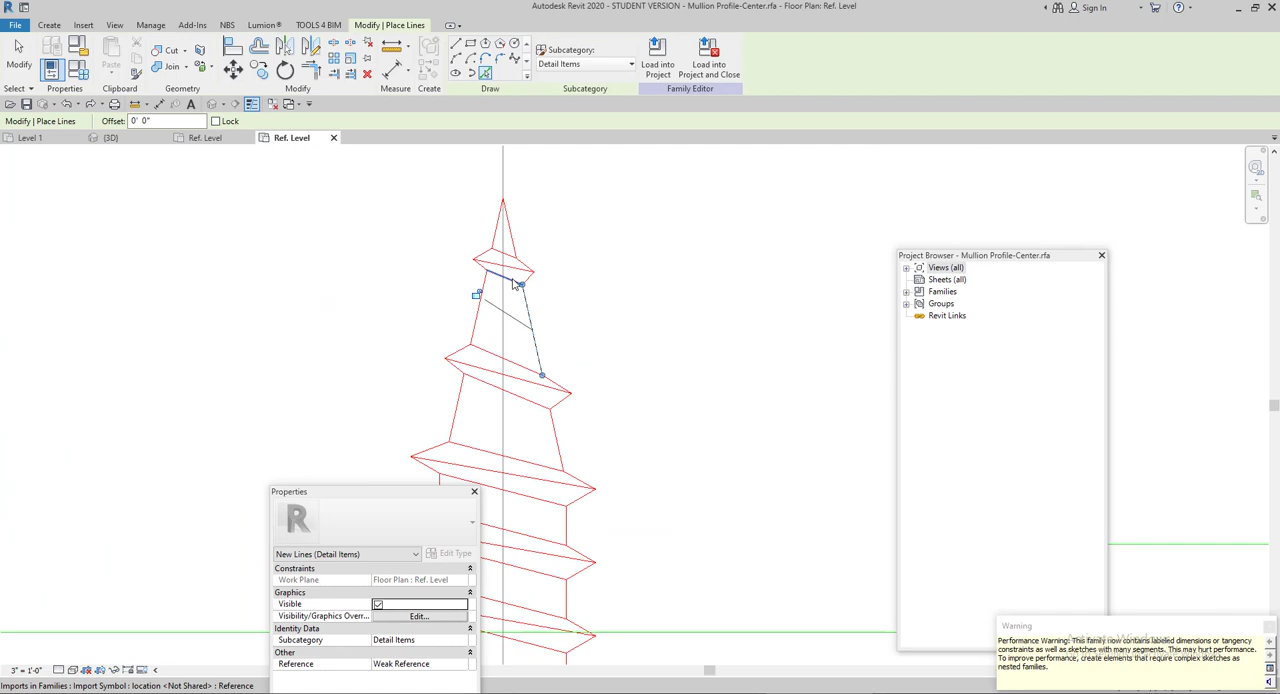 Autodesk Revit 2020 - STUDENT VERSION - Mullion Profile-Center.rfa - Floor Plan: Ref. Level
Sign In
File Create Insert View Manage Add-Ins NBS Lumion® TOOLS 4 BIM Modify | Place Lines
Modify Paste Cut Join Subcategory: Detail Items Load into Project Load into Project and Close
Select Properties Clipboard Geometry Modify Measure Create Draw Subcategory Family Editor
Modify | Place Lines Offset: 0' 0" Lock
Level 1 {3D} Ref. Level Ref. Level
Project Browser - Mullion Profile-Center.rfa
Views (all)
Sheets (all)
Families
Groups
Revit Links
Properties
R
New Lines (Detail Items) Edit Type
Constraints
Work Plane Floor Plan : Ref. Level
Graphics
Visible
Visibility/Graphics Overr... Edit...
Identity Data
Subcategory Detail Items
Other
Reference Weak Reference
Warning
Performance Warning: This family now contains labeled dimensions or tangency
constraints as well as sketches with many segments. This may hurt performance.
To improve performance, create elements that require complex sketches as
nested families.
3" = 1'-0"
Imports in Families : Import Symbol : location <Not Shared> : Reference